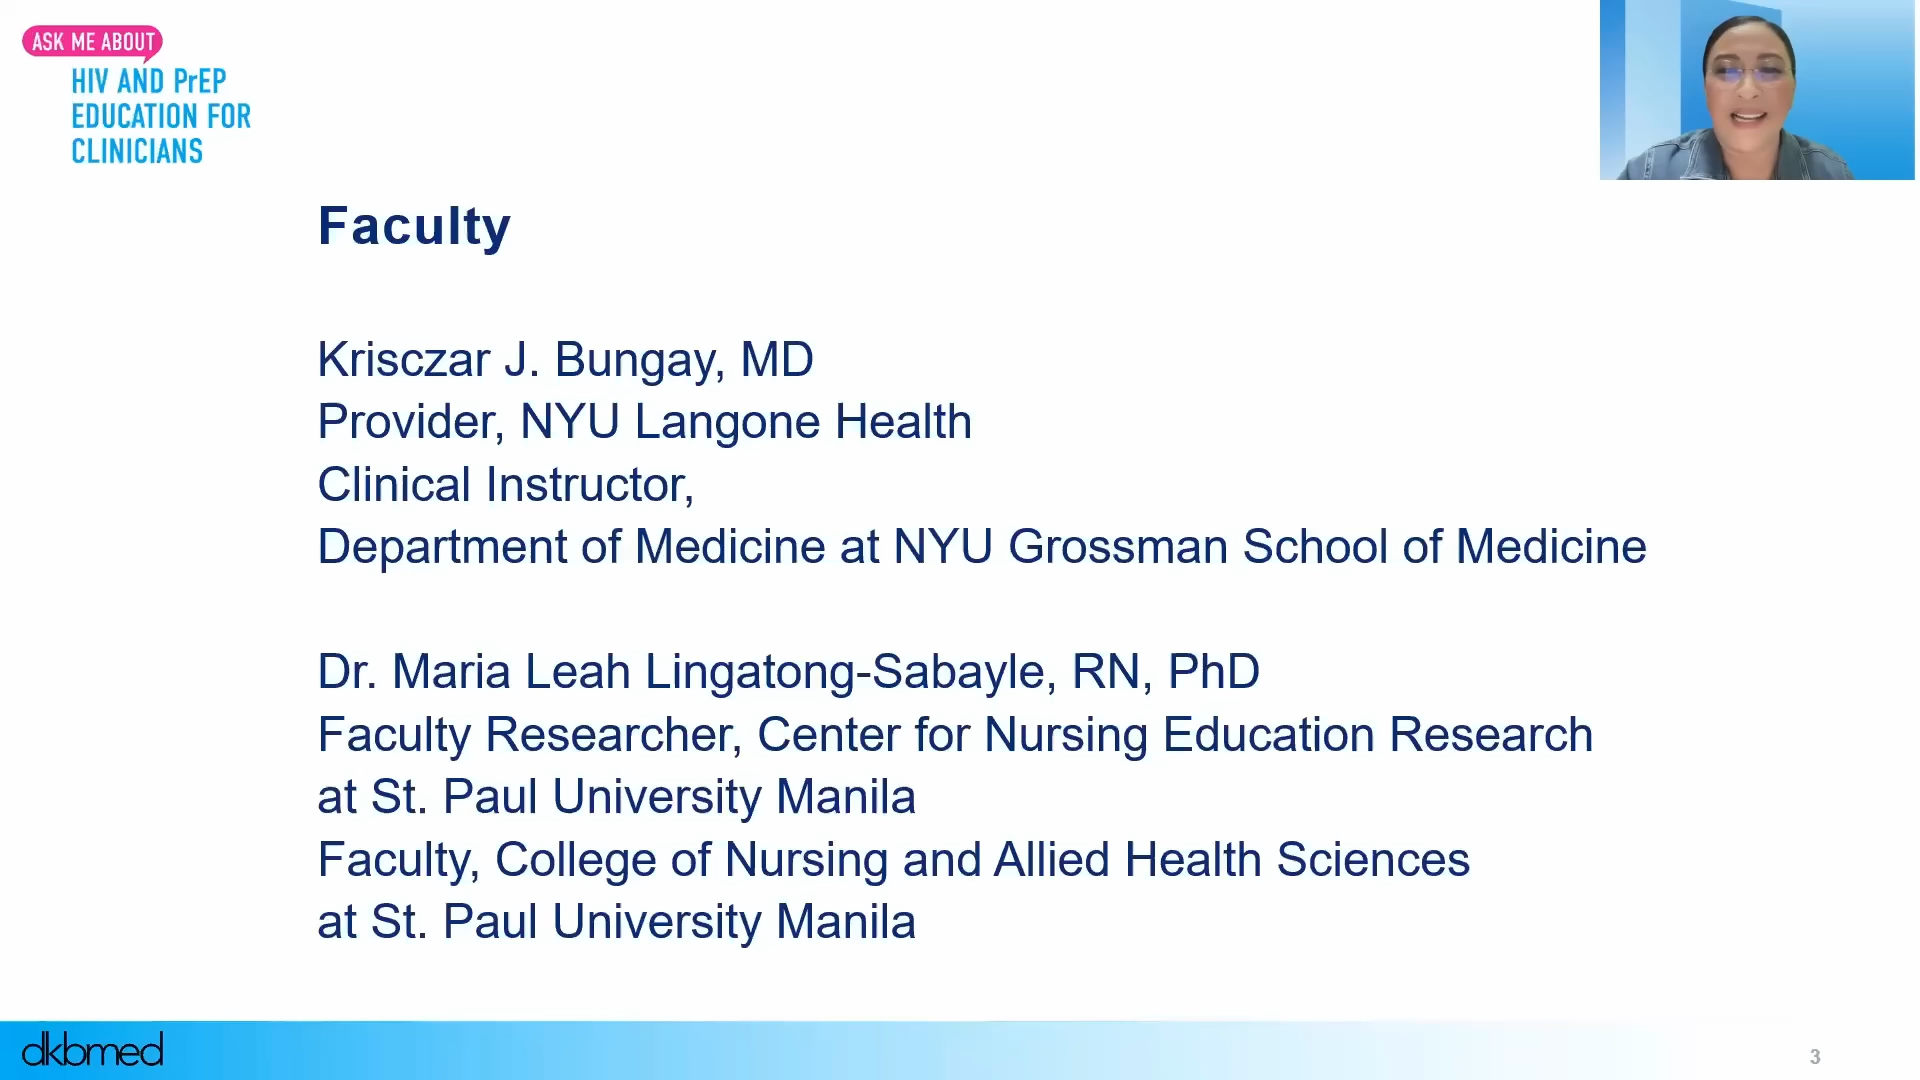 ASK ME ABOUT
HIV AND PrEP
EDUCATION FOR
CLINICIANS
Faculty
Krisczar J. Bungay, MD
Provider, NYU Langone Health
Clinical Instructor,
Department of Medicine at NYU Grossman School of Medicine
Dr. Maria Leah Lingatong-Sabayle, RN, PhD
Faculty Researcher, Center for Nursing Education Research
at St. Paul University Manila
Faculty, College of Nursing and Allied Health Sciences
at St. Paul University Manila
dkbmed
3